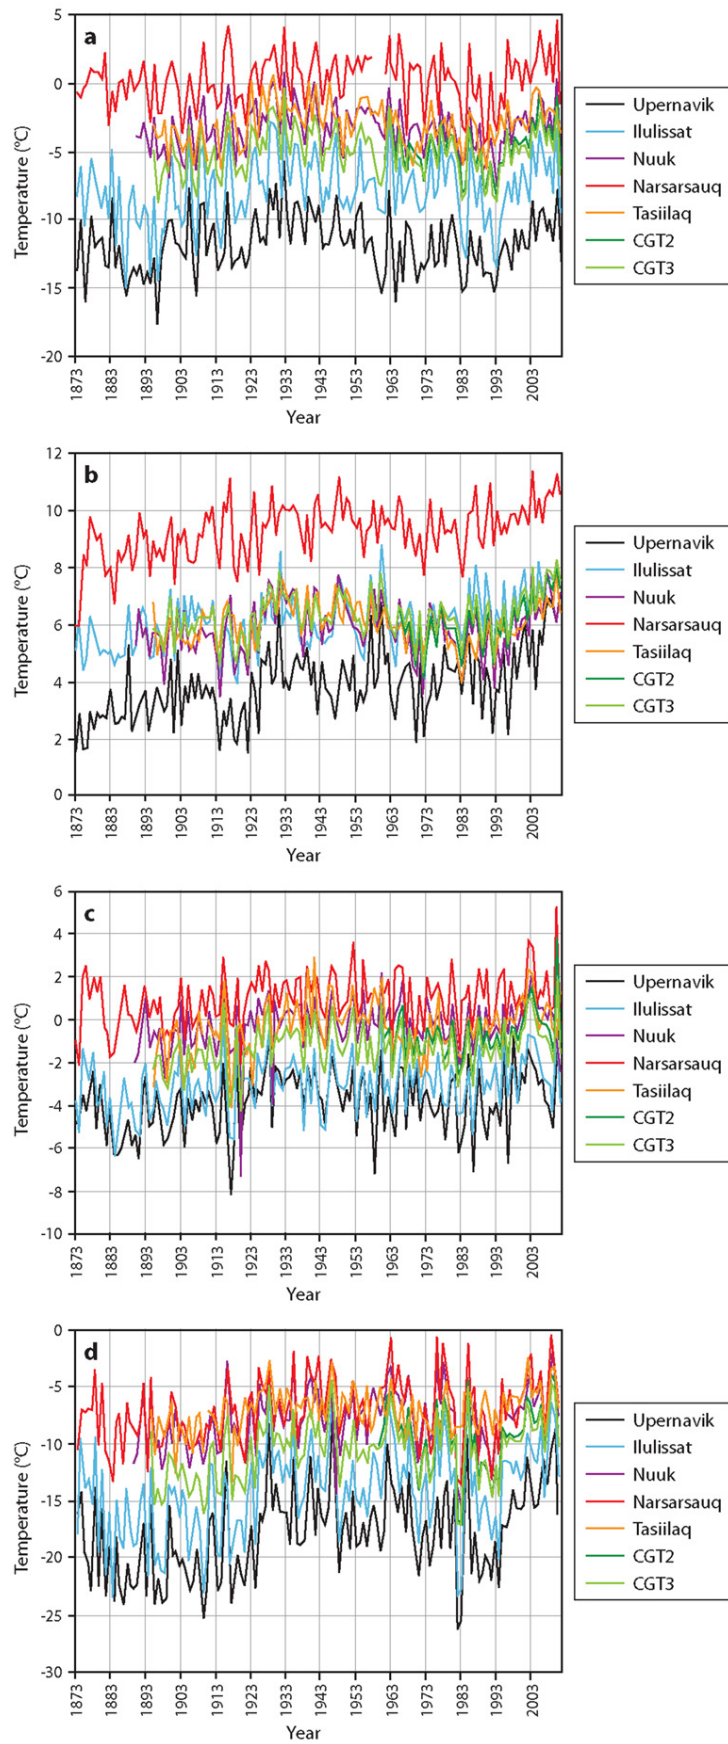 a
5
0
-5
-10
-15
-20
Temperature (°C)
1873
1883
1893
1903
1913
1923
1933
1943
1953
1963
1973
1983
1993
2003
Year
Upernavik
Ilulissat
Nuuk
Narsarsauq
Tasiilaq
CGT2
CGT3
b
12
10
8
6
4
2
0
Temperature (°C)
1873
1883
1893
1903
1913
1923
1933
1943
1953
1963
1973
1983
1993
2003
Year
Upernavik
Ilulissat
Nuuk
Narsarsauq
Tasiilaq
CGT2
CGT3
c
6
4
2
0
-2
-4
-6
-8
-10
Temperature (°C)
1873
1883
1893
1903
1913
1923
1933
1943
1953
1963
1973
1983
1993
2003
Year
Upernavik
Ilulissat
Nuuk
Narsarsauq
Tasiilaq
CGT2
CGT3
d
-0
-5
-10
-15
-20
-25
-30
Temperature (°C)
1873
1883
1893
1903
1913
1923
1933
1943
1953
1963
1973
1983
1993
2003
Year
Upernavik
Ilulissat
Nuuk
Narsarsauq
Tasiilaq
CGT2
CGT3